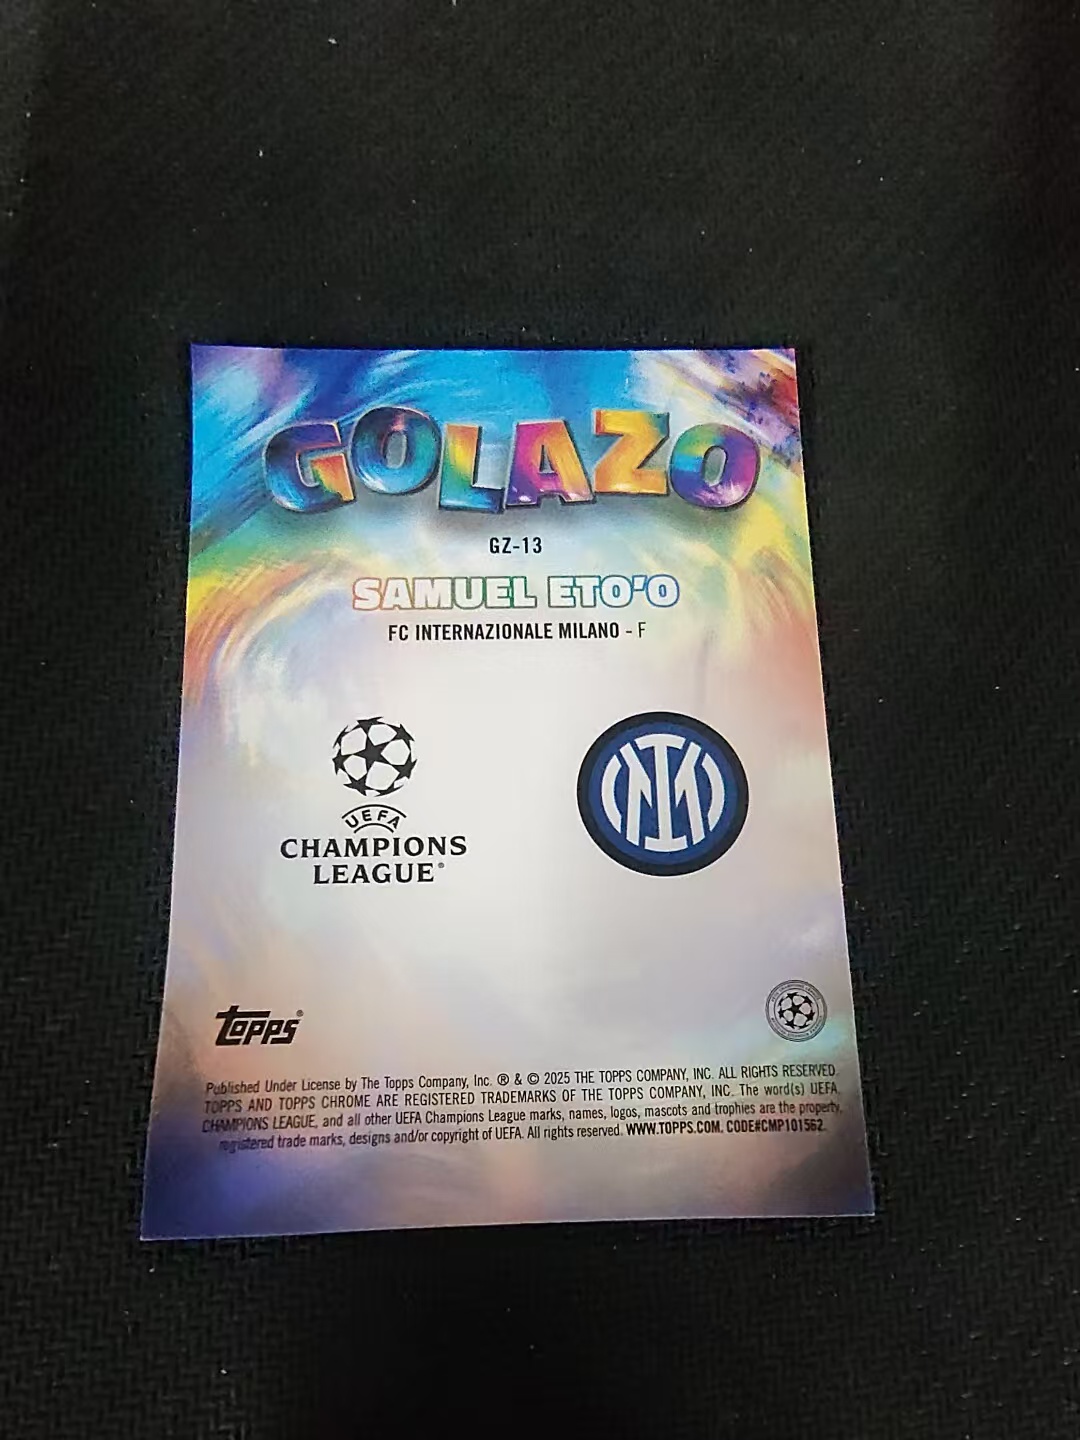 GOLAZO
GZ-13
SAMUEL ETO'O
FC INTERNAZIONALE MILANO - F
UEFA
CHAMPIONS
LEAGUE®
TOPPS®
Published Under License by The Topps Company, Inc. ® & © 2025 THE TOPPS COMPANY, INC. ALL RIGHTS RESERVED.
TOPPS AND TOPPS CHROME ARE REGISTERED TRADEMARKS OF THE TOPPS COMPANY, INC. The word(s) UEFA,
CHAMPIONS LEAGUE, and all other UEFA Champions League marks, names, logos, mascots and trophies are the property,
registered trade marks, designs and/or copyright of UEFA. All rights reserved. WWW.TOPPS.COM. CODE#CMP101562.